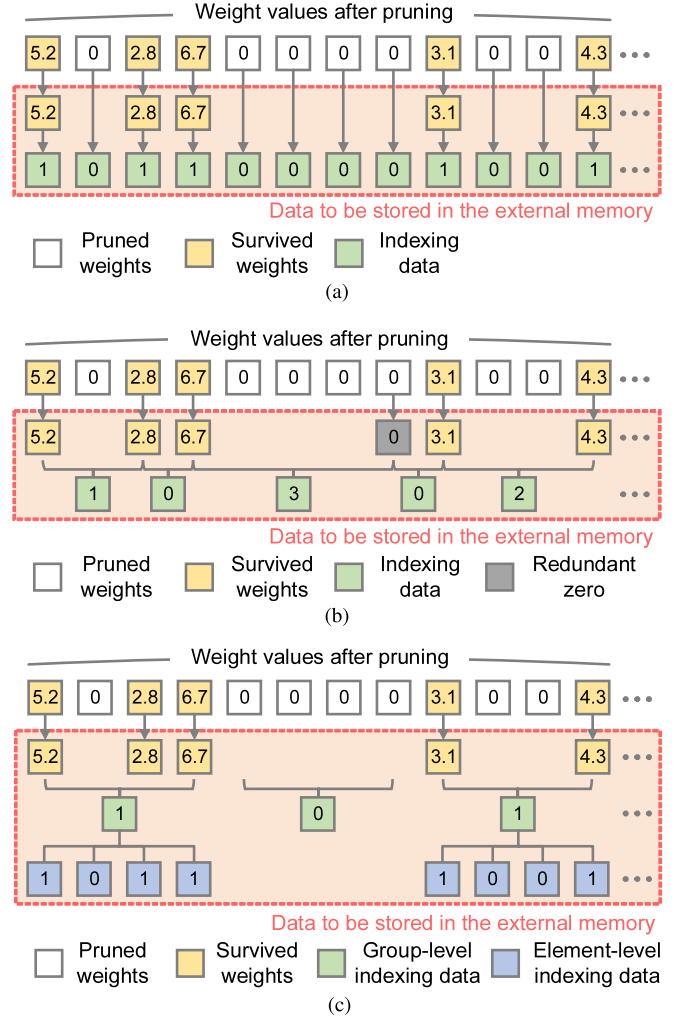 Weight values after pruning
5.2 0 2.8 6.7 0 0 0 0 3.1 0 0 4.3 •••
5.2 2.8 6.7 3.1 4.3 •••
1 0 1 1 0 0 0 0 1 0 0 1 •••
Data to be stored in the external memory
Pruned weights
Survived weights
Indexing data
(a)
Weight values after pruning
5.2 0 2.8 6.7 0 0 0 0 3.1 0 0 4.3 •••
5.2 2.8 6.7 0 3.1 4.3 •••
1 0 3 0 2 •••
Data to be stored in the external memory
Pruned weights
Survived weights
Indexing data
Redundant zero
(b)
Weight values after pruning
5.2 0 2.8 6.7 0 0 0 0 3.1 0 0 4.3 •••
5.2 2.8 6.7 3.1 4.3 •••
1 0 1 •••
1 0 1 1 1 0 0 1 •••
Data to be stored in the external memory
Pruned weights
Survived weights
Group-level indexing data
Element-level indexing data
(c)